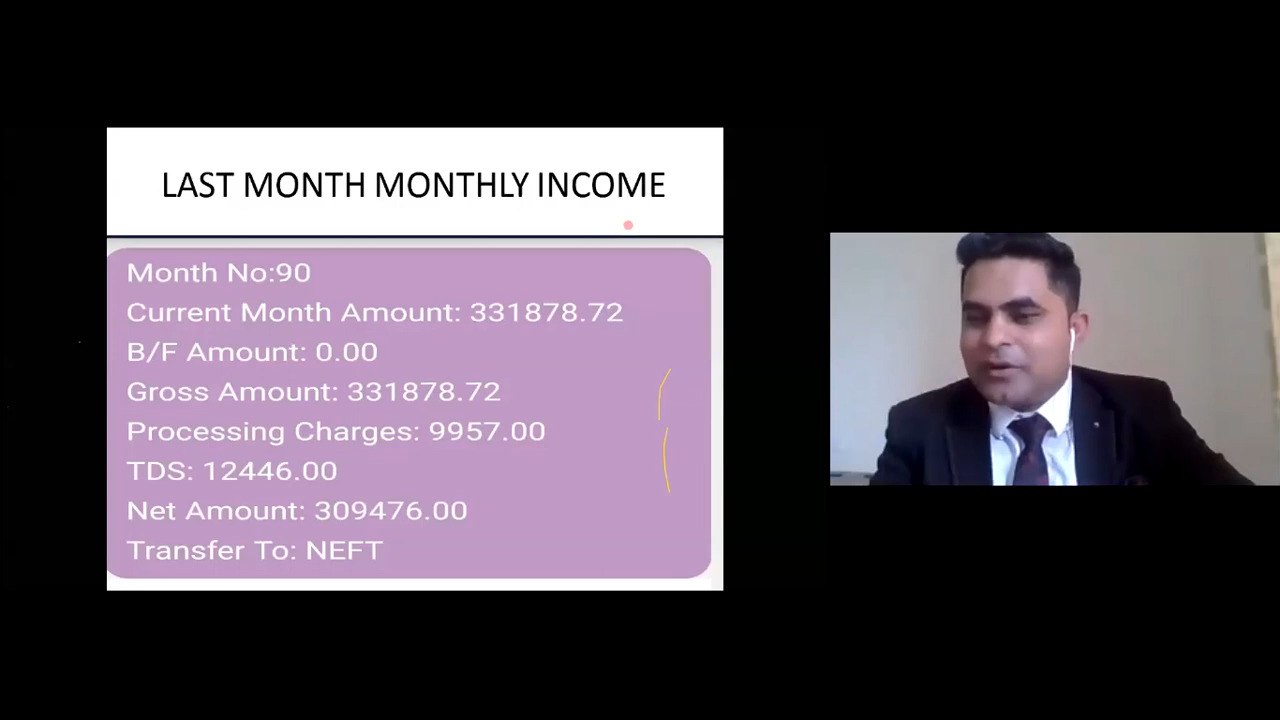 LAST MONTH MONTHLY INCOME
Month No:90
Current Month Amount: 331878.72
B/F Amount: 0.00
Gross Amount: 331878.72
Processing Charges: 9957.00
TDS: 12446.00
Net Amount: 309476.00
Transfer To: NEFT